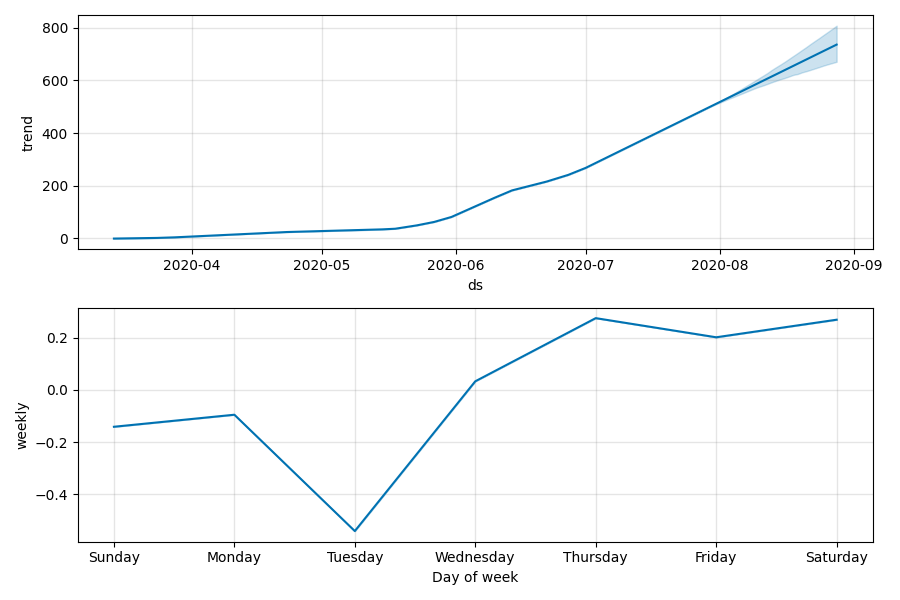 800
600
400
200
0
trend
2020-04 2020-05 2020-06 2020-07 2020-08 2020-09
ds
0.2
0.0
−0.2
−0.4
weekly
Sunday Monday Tuesday Wednesday Thursday Friday Saturday
Day of week